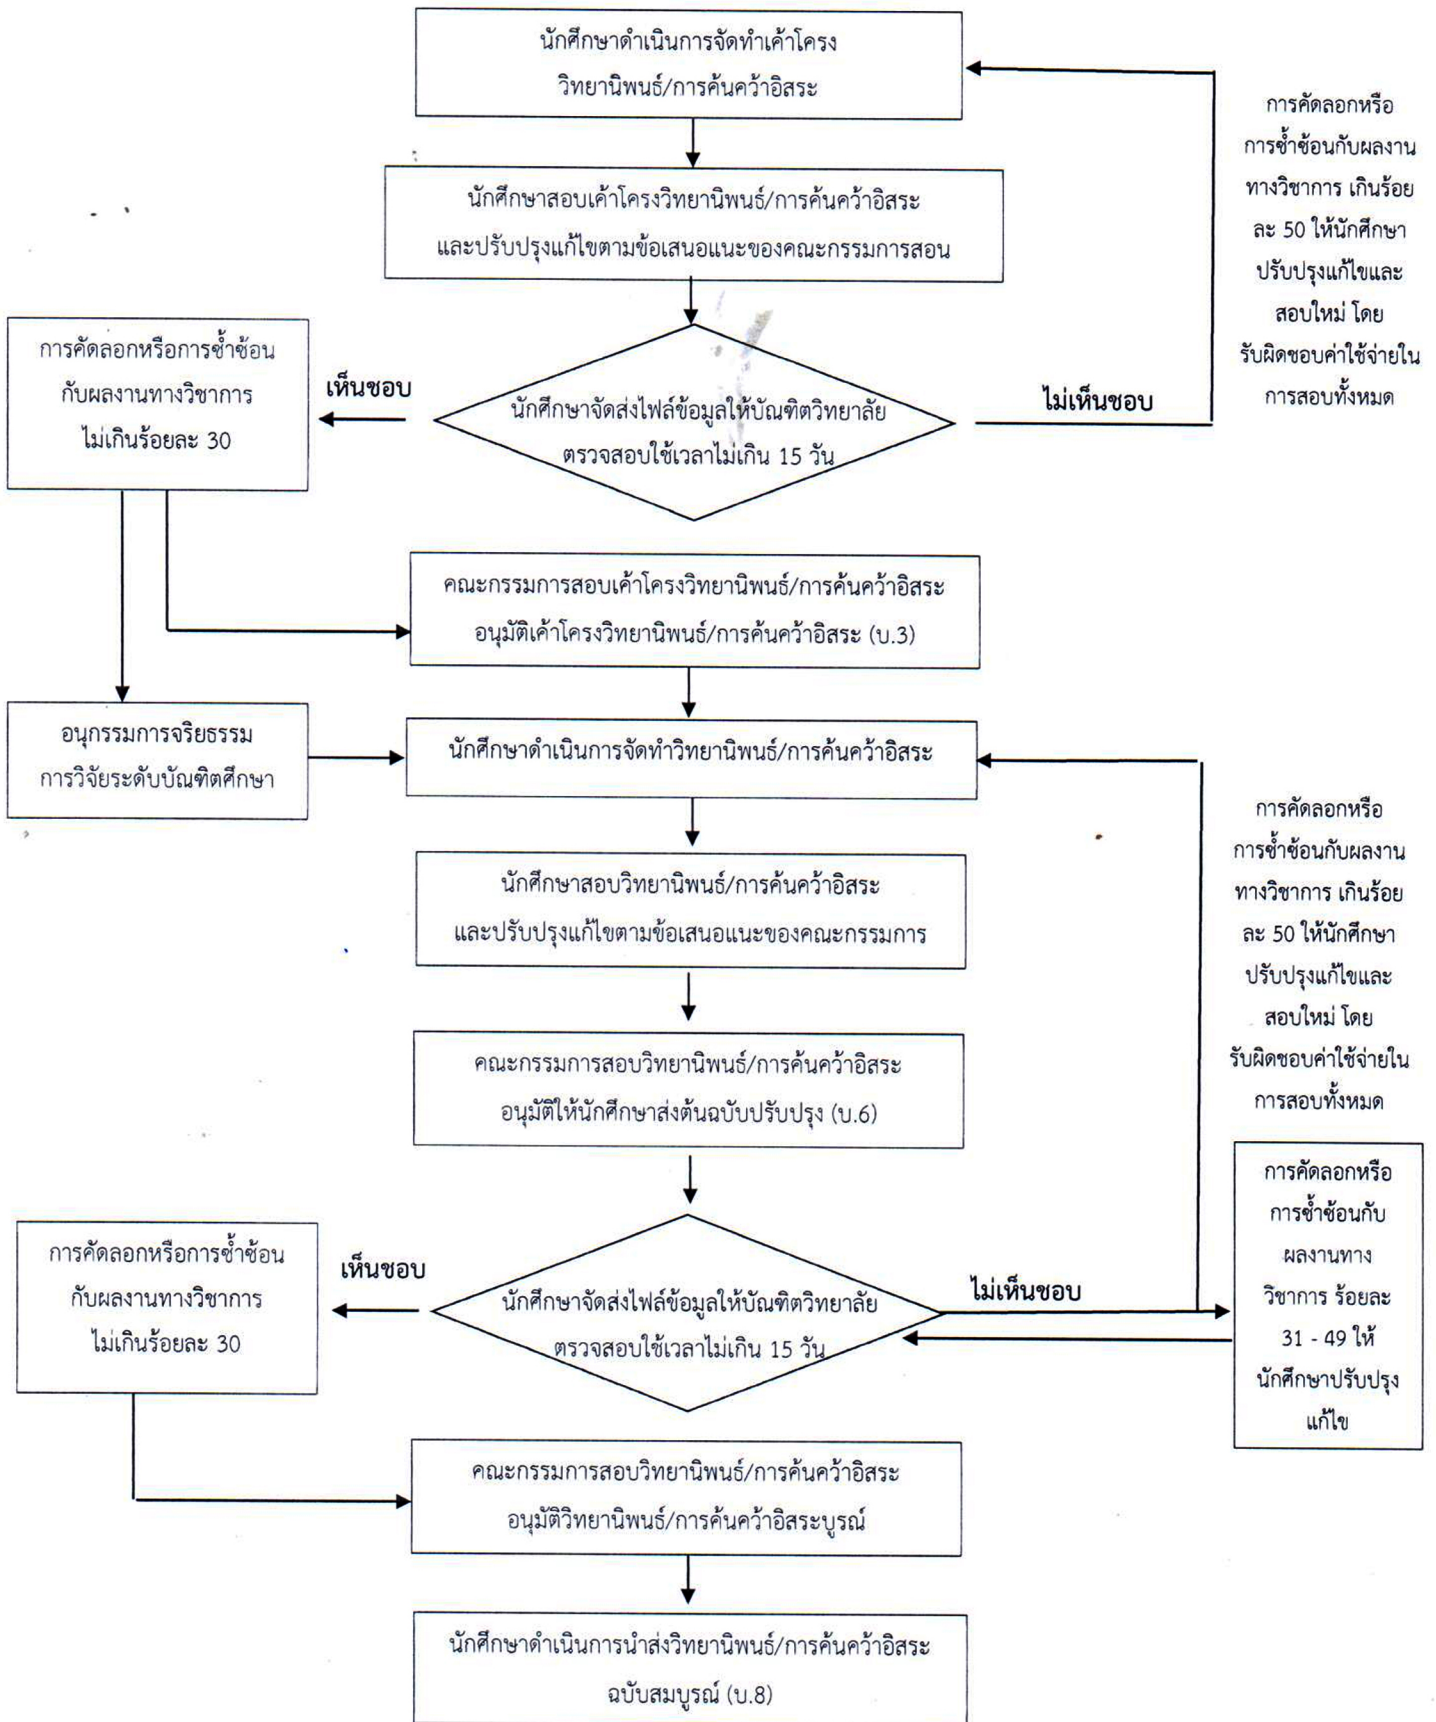 นักศึกษาดำเนินการจัดทำเค้าโครง
วิทยานิพนธ์/การค้นคว้าอิสระ
การคัดลอกหรือ
การซ้ำซ้อนกับผลงาน
ทางวิชาการ เกินร้อย
ละ 50 ให้นักศึกษา
ปรับปรุงแก้ไขและ
สอบใหม่ โดย
รับผิดชอบค่าใช้จ่ายใน
การสอบทั้งหมด
นักศึกษาสอบเค้าโครงวิทยานิพนธ์/การค้นคว้าอิสระ
และปรับปรุงแก้ไขตามข้อเสนอแนะของคณะกรรมการสอน
การคัดลอกหรือการซ้ำซ้อน
กับผลงานทางวิชาการ
ไม่เกินร้อยละ 30
เห็นชอบ
นักศึกษาจัดส่งไฟล์ข้อมูลให้บัณฑิตวิทยาลัย
ตรวจสอบใช้เวลาไม่เกิน 15 วัน
ไม่เห็นชอบ
คณะกรรมการสอบเค้าโครงวิทยานิพนธ์/การค้นคว้าอิสระ
อนุมัติเค้าโครงวิทยานิพนธ์/การค้นคว้าอิสระ (บ.3)
อนุกรรมการจริยธรรม
การวิจัยระดับบัณฑิตศึกษา
นักศึกษาดำเนินการจัดทำวิทยานิพนธ์/การค้นคว้าอิสระ
การคัดลอกหรือ
การซ้ำซ้อนกับผลงาน
ทางวิชาการ เกินร้อย
ละ 50 ให้นักศึกษา
ปรับปรุงแก้ไขและ
สอบใหม่ โดย
รับผิดชอบค่าใช้จ่ายใน
การสอบทั้งหมด
นักศึกษาสอบวิทยานิพนธ์/การค้นคว้าอิสระ
และปรับปรุงแก้ไขตามข้อเสนอแนะของคณะกรรมการ
คณะกรรมการสอบวิทยานิพนธ์/การค้นคว้าอิสระ
อนุมัติให้นักศึกษาส่งต้นฉบับปรับปรุง (บ.6)
การคัดลอกหรือการซ้ำซ้อน
กับผลงานทางวิชาการ
ไม่เกินร้อยละ 30
เห็นชอบ
นักศึกษาจัดส่งไฟล์ข้อมูลให้บัณฑิตวิทยาลัย
ตรวจสอบใช้เวลาไม่เกิน 15 วัน
ไม่เห็นชอบ
การคัดลอกหรือ
การซ้ำซ้อนกับ
ผลงานทาง
วิชาการ ร้อยละ
31 - 49 ให้
นักศึกษาปรับปรุง
แก้ไข
คณะกรรมการสอบวิทยานิพนธ์/การค้นคว้าอิสระ
อนุมัติวิทยานิพนธ์/การค้นคว้าอิสระบูรณ์
นักศึกษาดำเนินการนำส่งวิทยานิพนธ์/การค้นคว้าอิสระ
ฉบับสมบูรณ์ (บ.8)